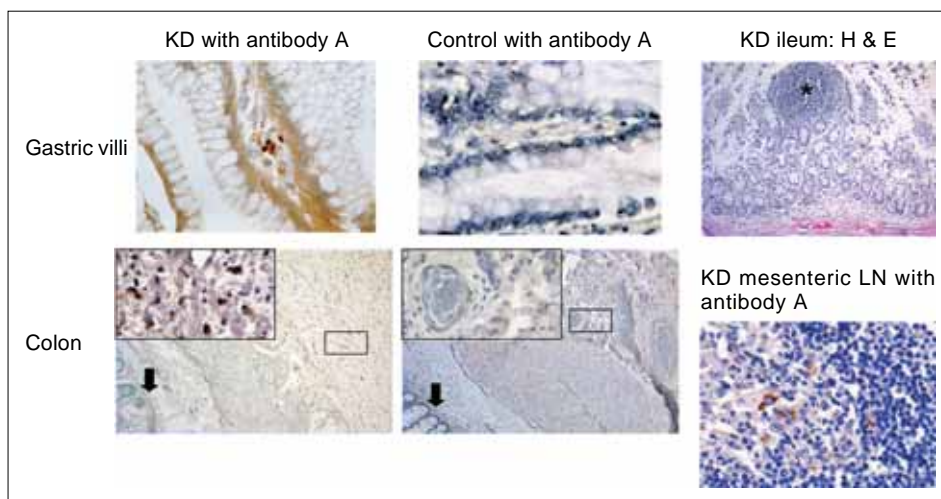 KD with antibody A
Control with antibody A
KD ileum: H & E
Gastric villi
*
KD mesenteric LN with
antibody A
Colon